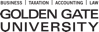 BUSINESS | TAXATION | ACCOUNTING | LAW
GOLDEN GATE
UNIVERSITY